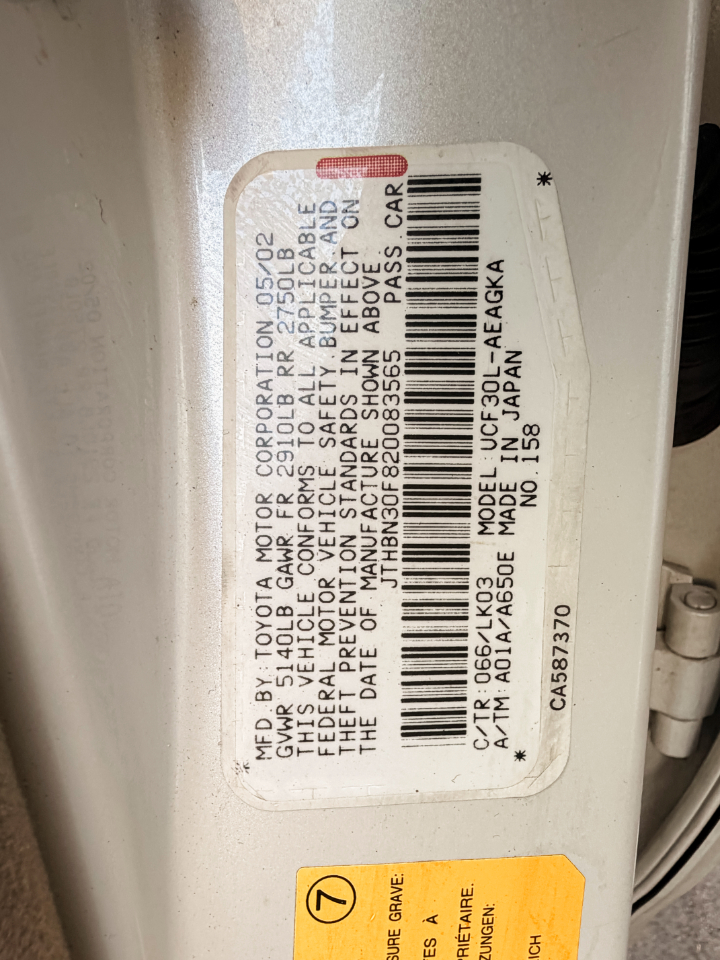 MFD.BY:TOYOTA MOTOR CORPORATION 05/02
GVWR 5140LB GAWR FR 2910LB RR 2750LB
THIS VEHICLE CONFORMS TO ALL APPLICABLE
FEDERAL MOTOR VEHICLE SAFETY.BUMPER AND
THEFT PREVENTION STANDARDS IN EFFECT ON
THE DATE OF MANUFACTURE SHOWN ABOVE.
JTHBN30F820083565 PASS.CAR
C/TR:066/LK03 MODEL:UCF30L-AEAGKA
A/TM:A01A/A650E MADE IN JAPAN
NO.158
CA587370
7
SURE GRAVE:
TES À
PRIÉTAIRE.
ZUNGEN:
ICH